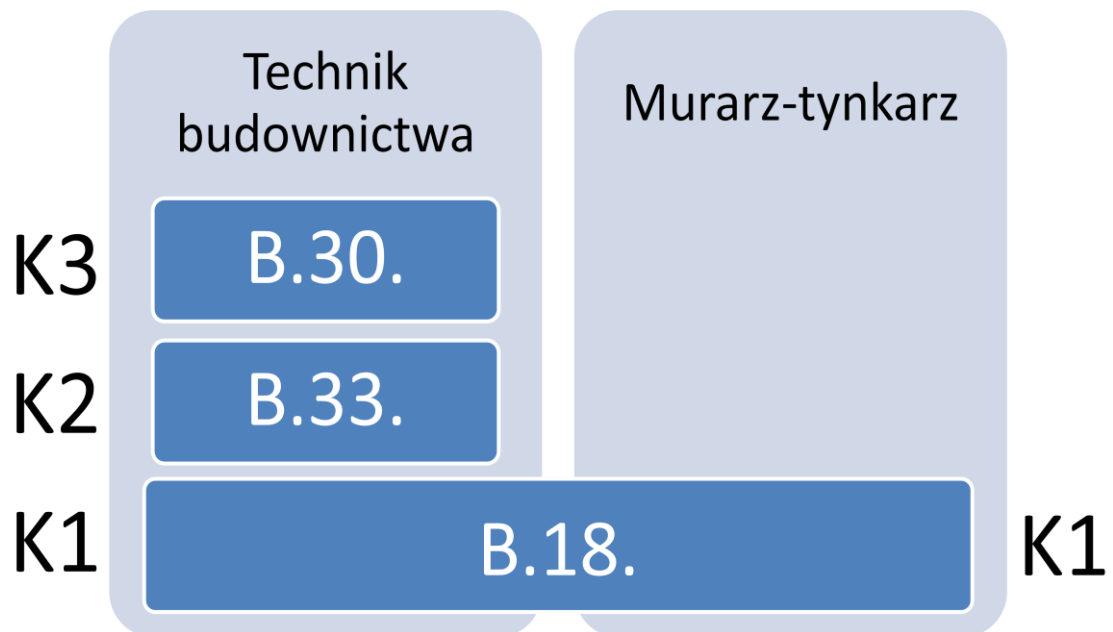 Technik
budownictwa
Murarz-tynkarz
K3
B.30.
K2
B.33.
K1
B.18.
K1